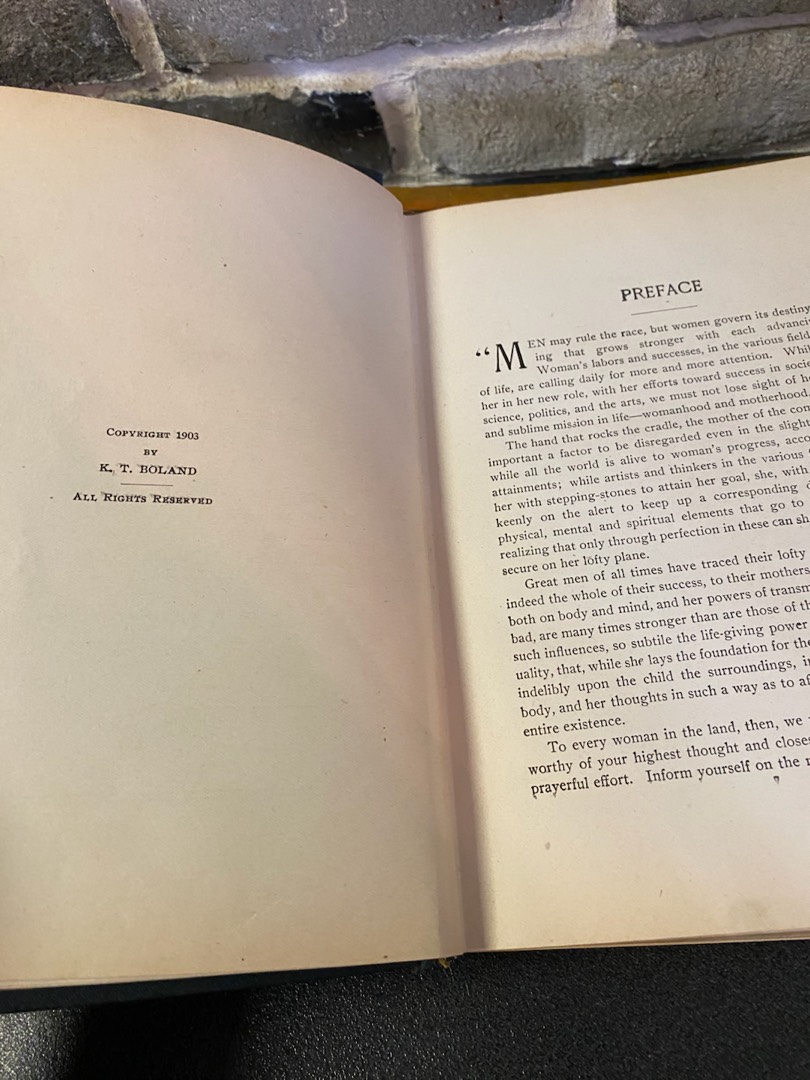 COPYRIGHT 1903
BY
K. T. BOLAND
ALL RIGHTS RESERVED
PREFACE
“MEN may rule the race, but women govern its destiny
ing that grows stronger with each
Woman's labors and successes, in the various
of life, are calling daily for more and more attention.
her in her new role, with her efforts toward success in
science, politics, and the arts, we must not lose sight of
and sublime mission in life—womanhood and motherhood.
The hand that rocks the cradle, the mother of the
important a factor to be disregarded even in the
while all the world is alive to woman's progress,
attainments; while artists and thinkers in the various
her with stepping-stones to attain her goal, she, with
keenly on the alert to keep up a corresponding
physical, mental and spiritual elements that go to
realizing that only through perfection in these can
secure on her lofty plane.
Great men of all times have traced their lofty
indeed the whole of their success, to their mothers
both on body and mind, and her powers of
bad, are many times stronger than are those of
such influences, so subtile the life-giving power
uality, that, while she lays the foundation for the
indelibly upon the child the surroundings,
body, and her thoughts in such a way as to
entire existence.
To every woman in the land, then, we
worthy of your highest thought and
prayerful effort. Inform yourself on the